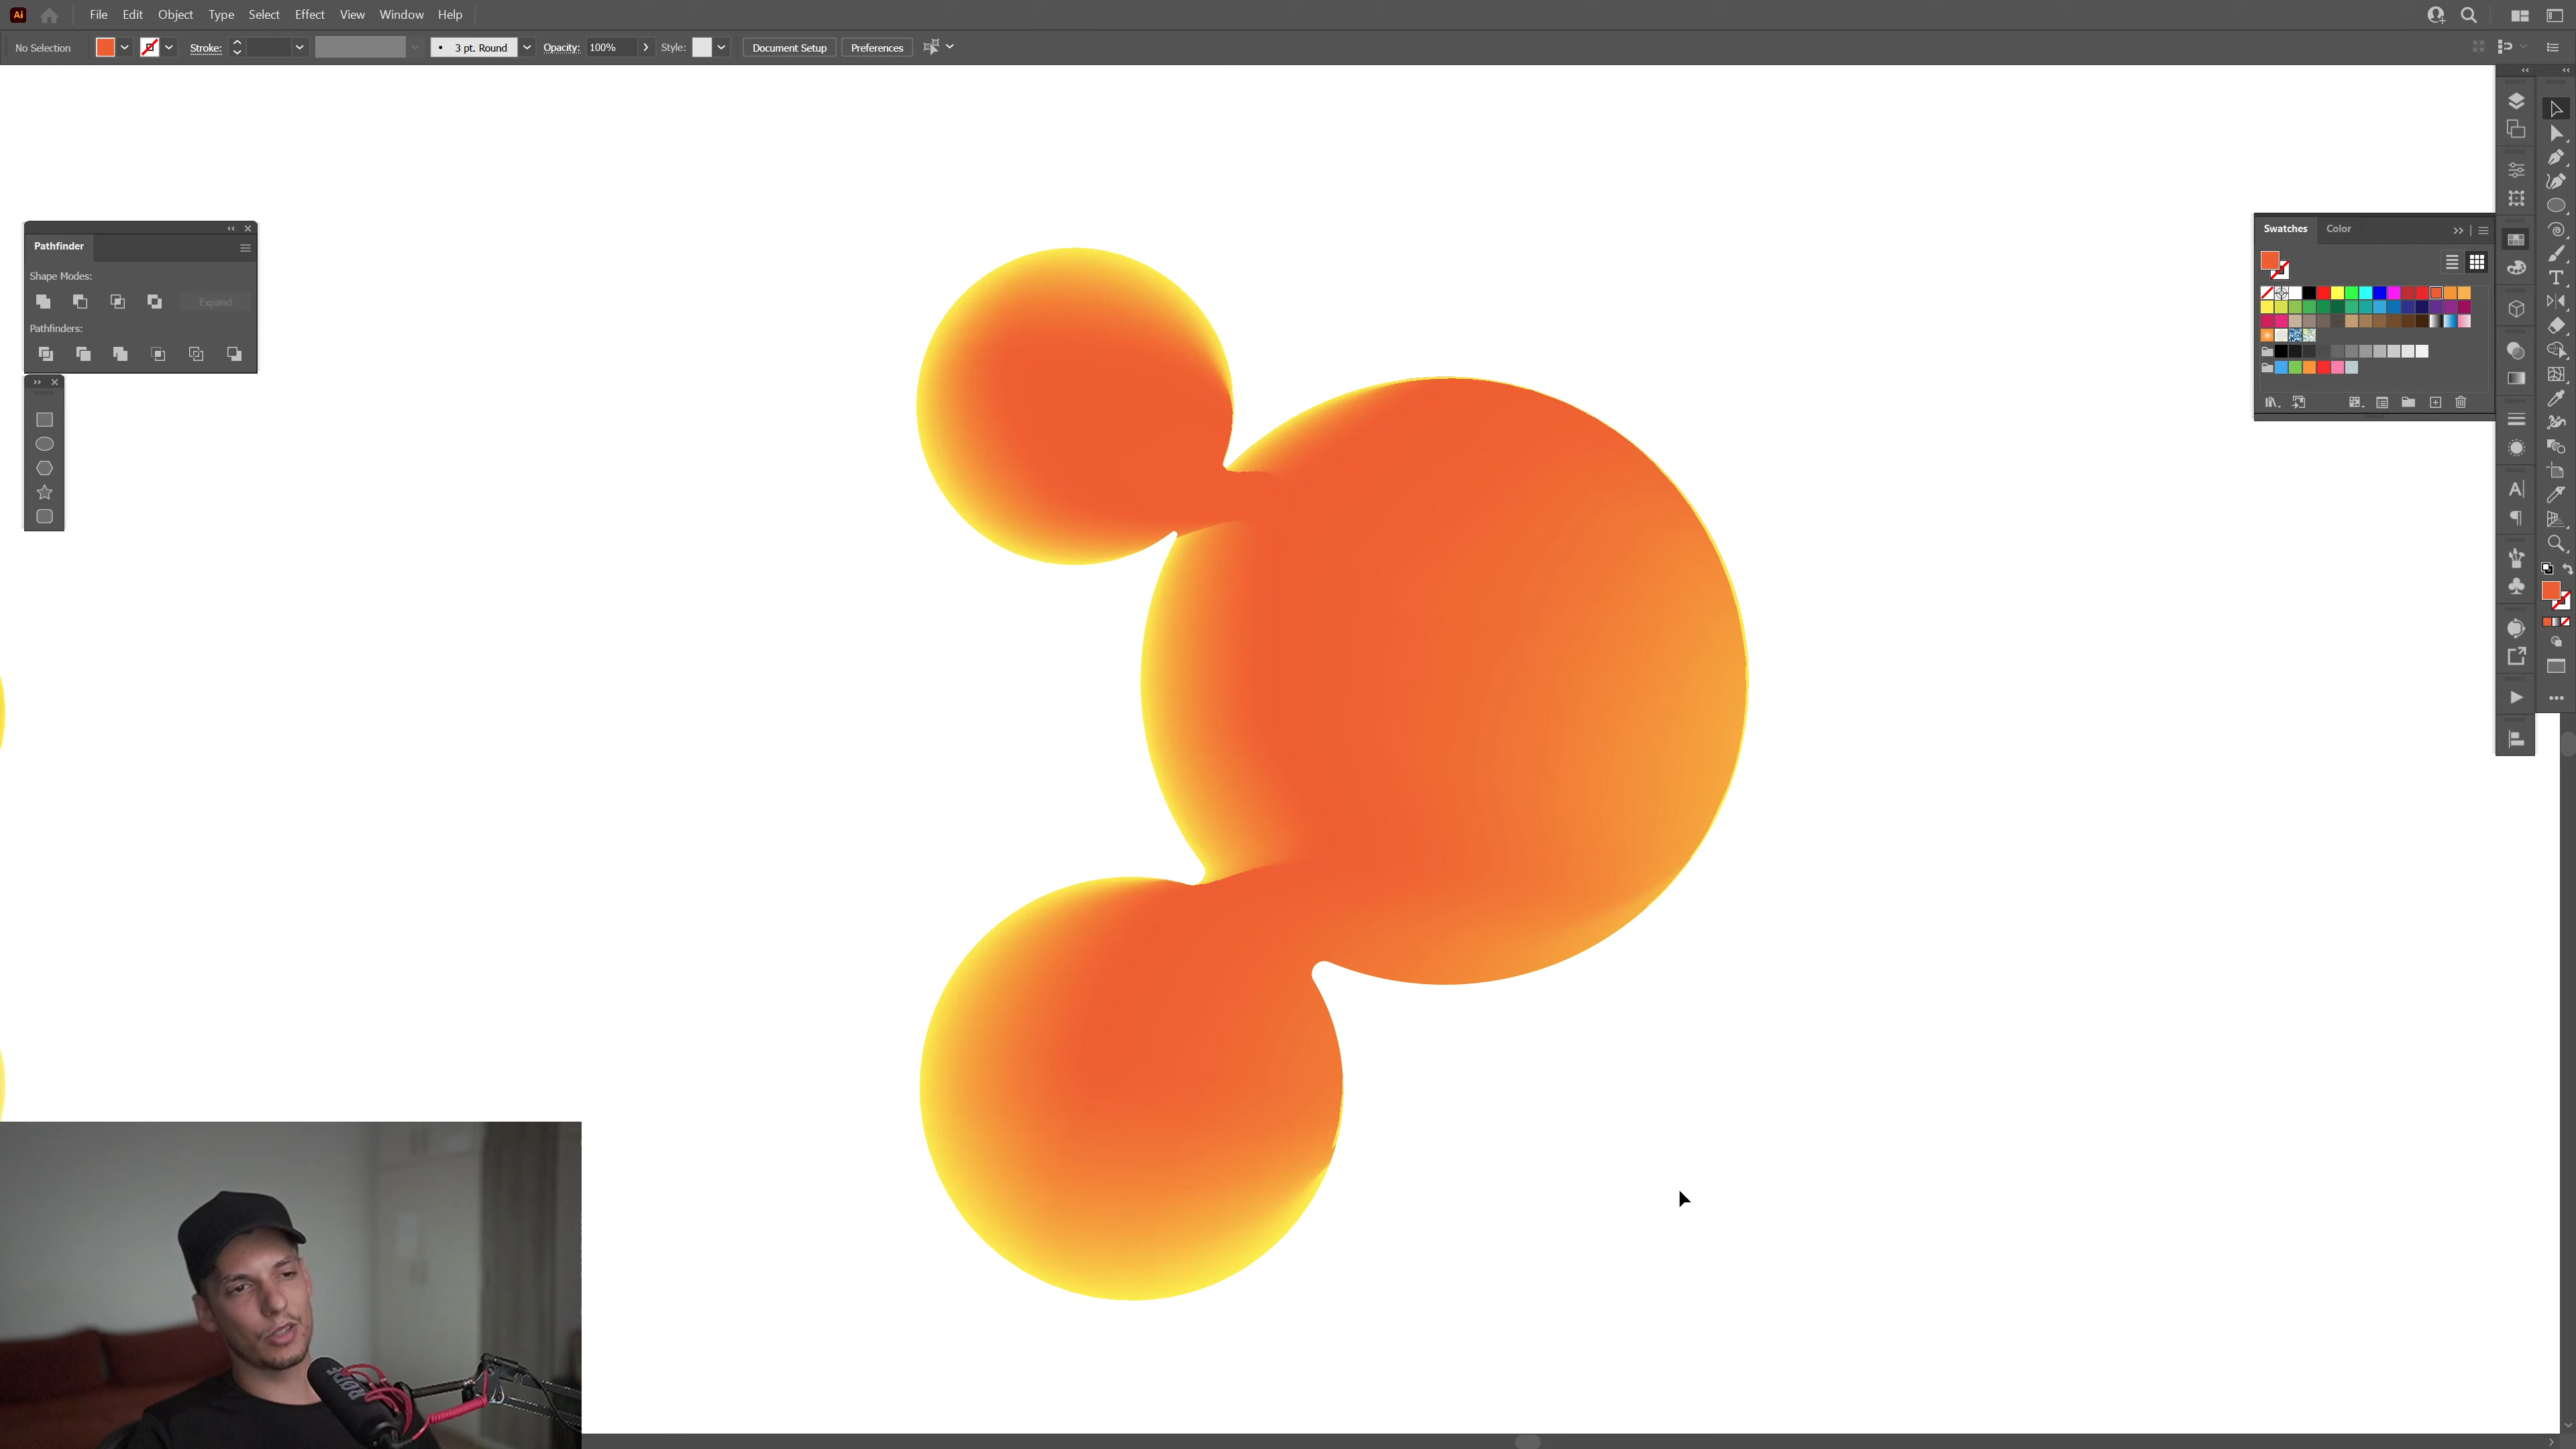 Ai File Edit Object Type Select Effect View Window Help
No Selection Stroke: 3 pt. Round Opacity: 100% Style: Document Setup Preferences
Pathfinder
Shape Modes:
Expand
Pathfinders:
Swatches Color
RØDE